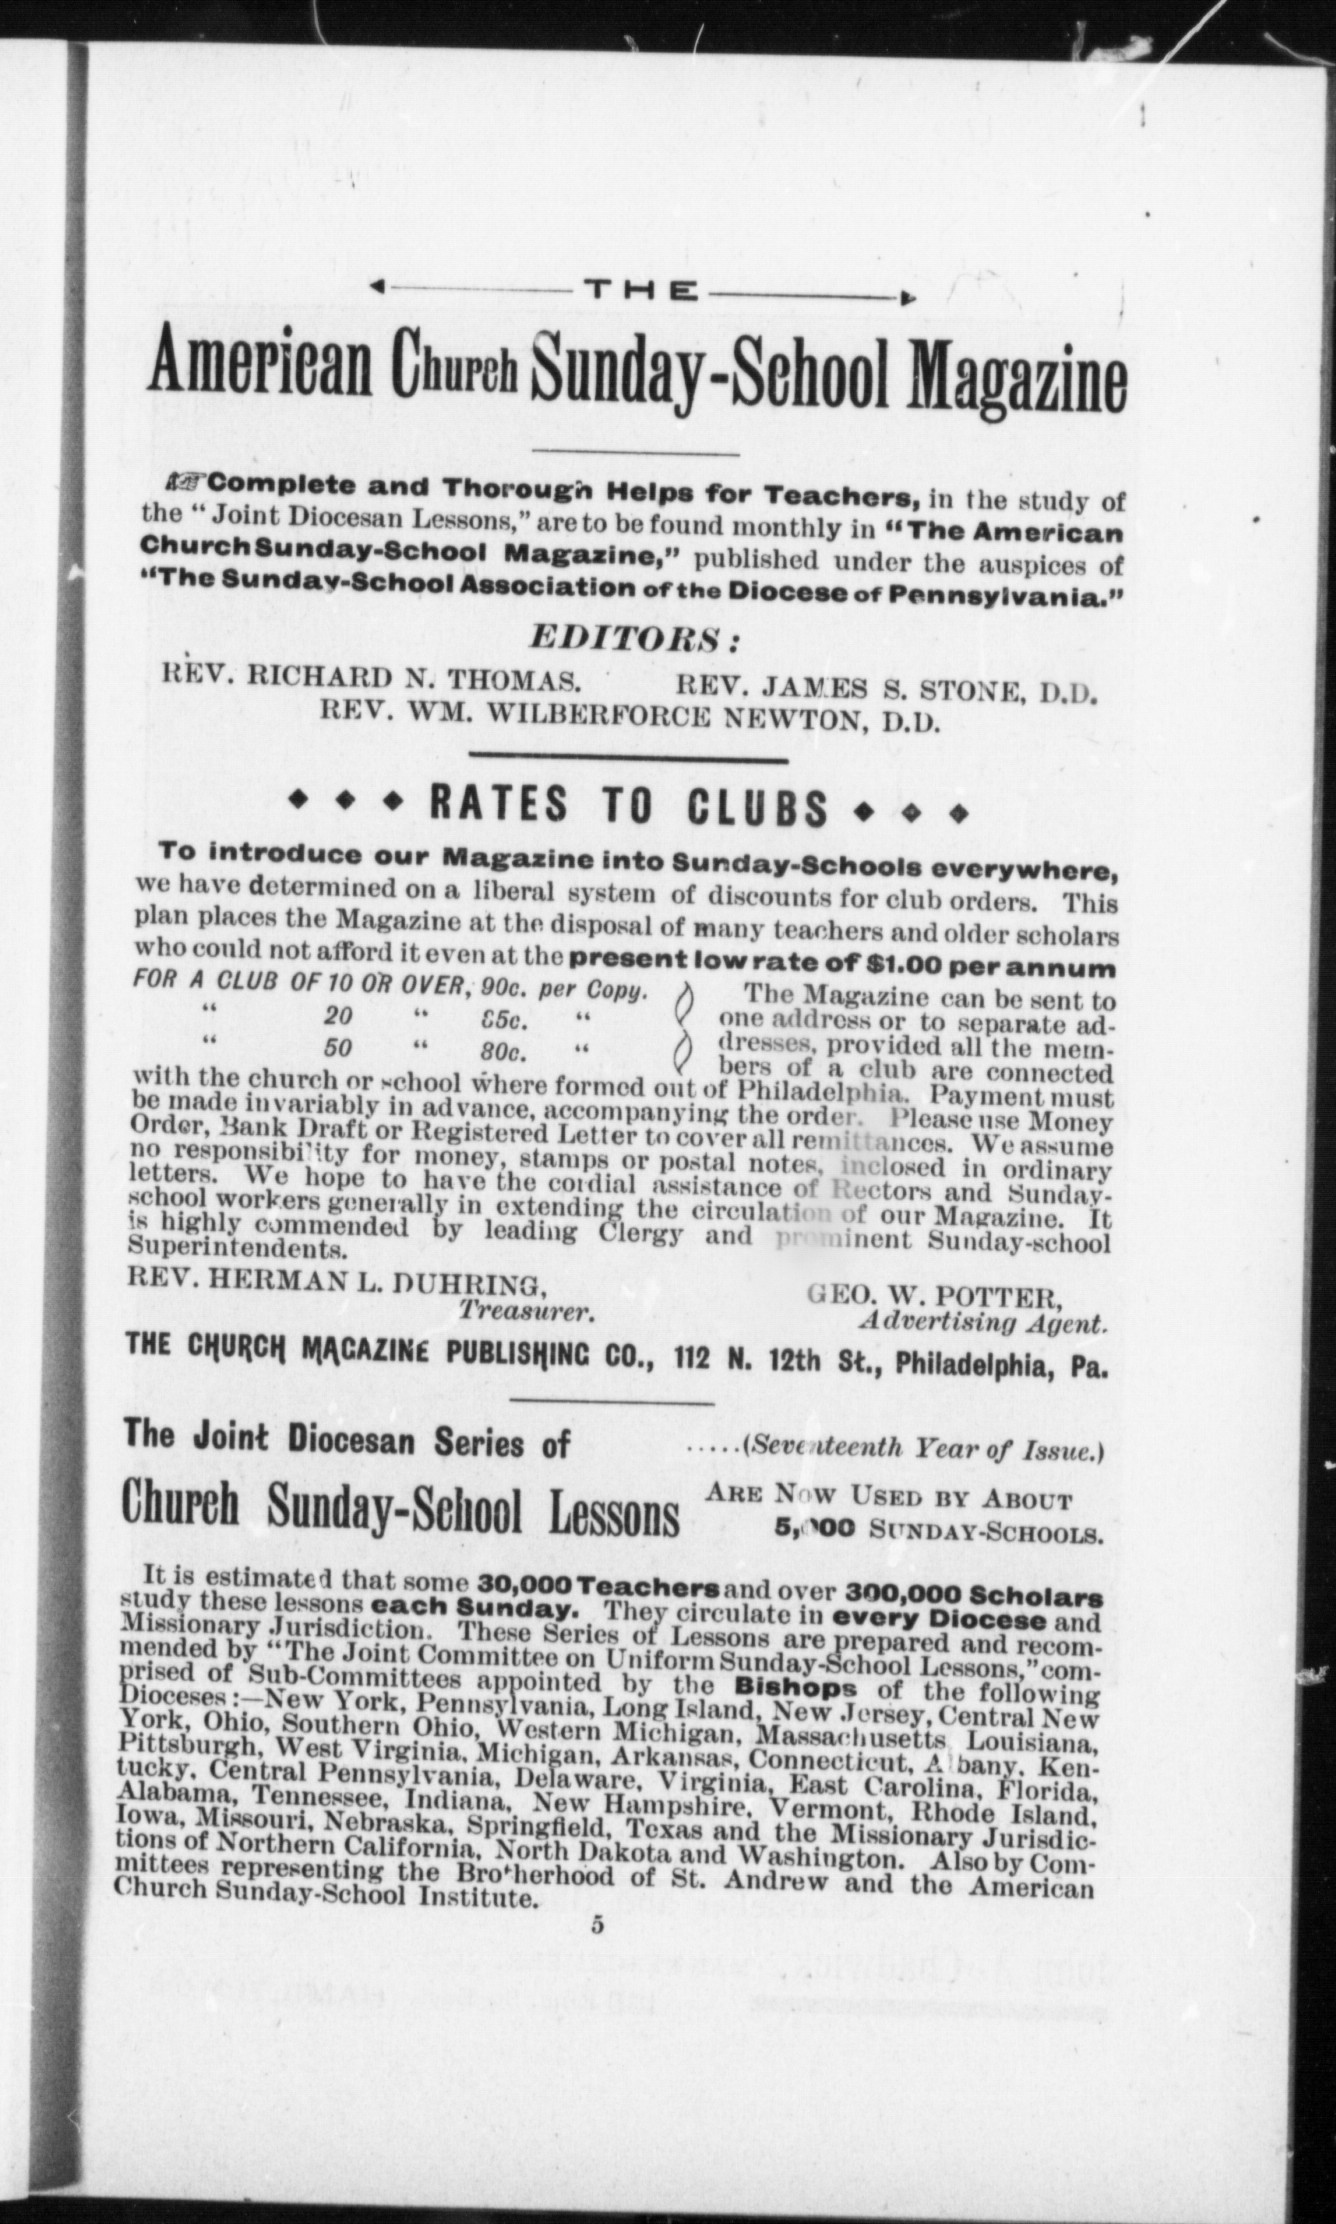 THE
American Church Sunday-School Magazine
☞Complete and Thorough Helps for Teachers, in the study of
the "Joint Diocesan Lessons," are to be found monthly in "The American
Church Sunday-School Magazine," published under the auspices of
"The Sunday-School Association of the Diocese of Pennsylvania."
EDITORS:
REV. RICHARD N. THOMAS. REV. JAMES S. STONE, D.D.
REV. WM. WILBERFORCE NEWTON, D.D.
RATES TO CLUBS
To introduce our Magazine into Sunday-Schools everywhere,
we have determined on a liberal system of discounts for club orders. This
plan places the Magazine at the disposal of many teachers and older scholars
who could not afford it even at the present low rate of $1.00 per annum
FOR A CLUB OF 10 OR OVER, 90c. per Copy.
" 20 " 85c. "
" 50 " 80c. "
The Magazine can be sent to
one address or to separate ad-
dresses, provided all the mem-
bers of a club are connected
with the church or school where formed out of Philadelphia. Payment must
be made invariably in advance, accompanying the order. Please use Money
Order, Bank Draft or Registered Letter to cover all remittances. We assume
no responsibility for money, stamps or postal notes, inclosed in ordinary
letters. We hope to have the cordial assistance of Rectors and Sunday-
school workers generally in extending the circulation of our Magazine. It
is highly commended by leading Clergy and prominent Sunday-school
Superintendents.
REV. HERMAN L. DUHRING,
Treasurer.
GEO. W. POTTER,
Advertising Agent.
THE CHURCH MAGAZINE PUBLISHING CO., 112 N. 12th St., Philadelphia, Pa.
The Joint Diocesan Series of
Church Sunday-School Lessons
.....(Seventeenth Year of Issue.)
ARE NOW USED BY ABOUT
5,000 SUNDAY-SCHOOLS.
It is estimated that some 30,000 Teachers and over 300,000 Scholars
study these lessons each Sunday. They circulate in every Diocese and
Missionary Jurisdiction. These Series of Lessons are prepared and recom-
mended by "The Joint Committee on Uniform Sunday-School Lessons," com-
prised of Sub-Committees appointed by the Bishops of the following
Dioceses:—New York, Pennsylvania, Long Island, New Jersey, Central New
York, Ohio, Southern Ohio, Western Michigan, Massachusetts, Louisiana,
Pittsburgh, West Virginia, Michigan, Arkansas, Connecticut, Albany, Ken-
tucky, Central Pennsylvania, Delaware, Virginia, East Carolina, Florida,
Alabama, Tennessee, Indiana, New Hampshire, Vermont, Rhode Island,
Iowa, Missouri, Nebraska, Springfield, Texas and the Missionary Jurisdic-
tions of Northern California, North Dakota and Washington. Also by Com-
mittees representing the Brotherhood of St. Andrew and the American
Church Sunday-School Institute.
5